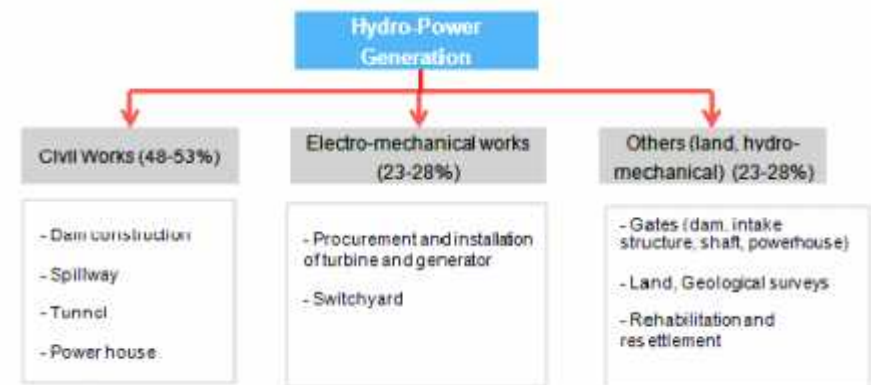 Hydro-Power
Generation
Civil Works (48-53%)
Electro-mechanical works
(23-28%)
Others (land, hydro-
mechanical) (23-28%)
- Dam construction
- Spillway
- Tunnel
- Power house
- Procurement and installation
of turbine and generator
- Switchyard
- Gates (dam, intake
structure, shaft, powerhouse)
- Land, Geological surveys
- Rehabilitation and
resettlement